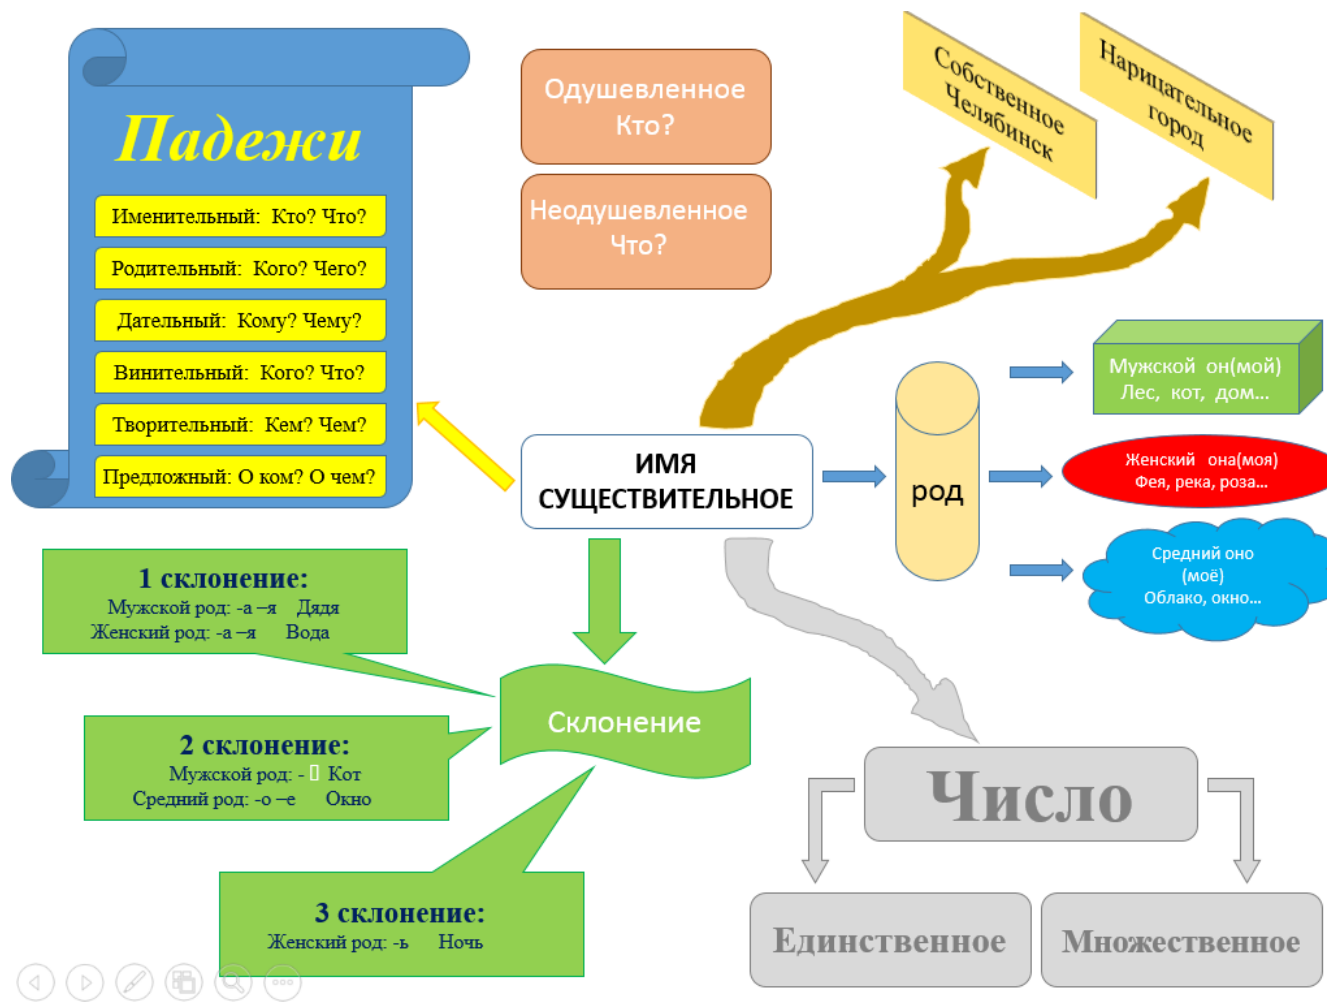 Падежи
Именительный: Кто? Что?
Родительный: Кого? Чего?
Дательный: Кому? Чему?
Винительный: Кого? Что?
Творительный: Кем? Чем?
Предложный: О ком? О чем?
Одушевленное
Кто?
Неодушевленное
Что?
Собственное
Челябинск
Нарицательное
город
ИМЯ
СУЩЕСТВИТЕЛЬНОЕ
род
Мужской он(мой)
Лес, кот, дом...
Женский она(моя)
Фея, река, роза...
Средний оно
(моё)
Облако, окно...
1 склонение:
Мужской род: -а –я Дядя
Женский род: -а –я Вода
2 склонение:
Мужской род: - Кот
Средний род: -о –е Окно
3 склонение:
Женский род: -ь Ночь
Склонение
Число
Единственное
Множественное